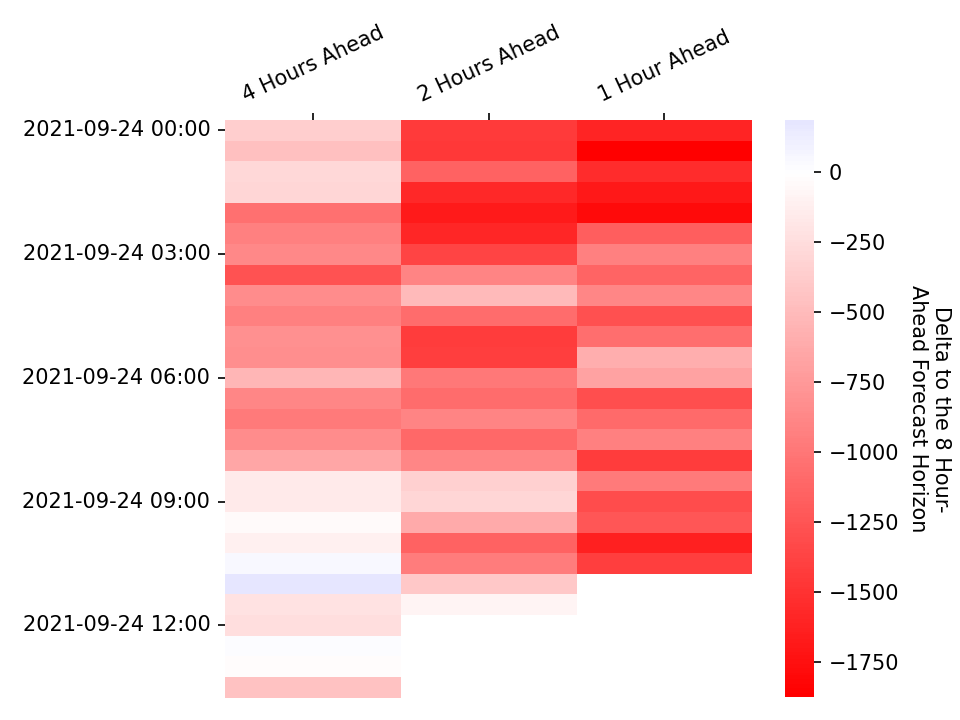 4 Hours Ahead
2 Hours Ahead
1 Hour Ahead
2021-09-24 00:00
2021-09-24 03:00
2021-09-24 06:00
2021-09-24 09:00
2021-09-24 12:00
0
−250
−500
−750
−1000
−1250
−1500
−1750
Delta to the 8 Hour-
Ahead Forecast Horizon